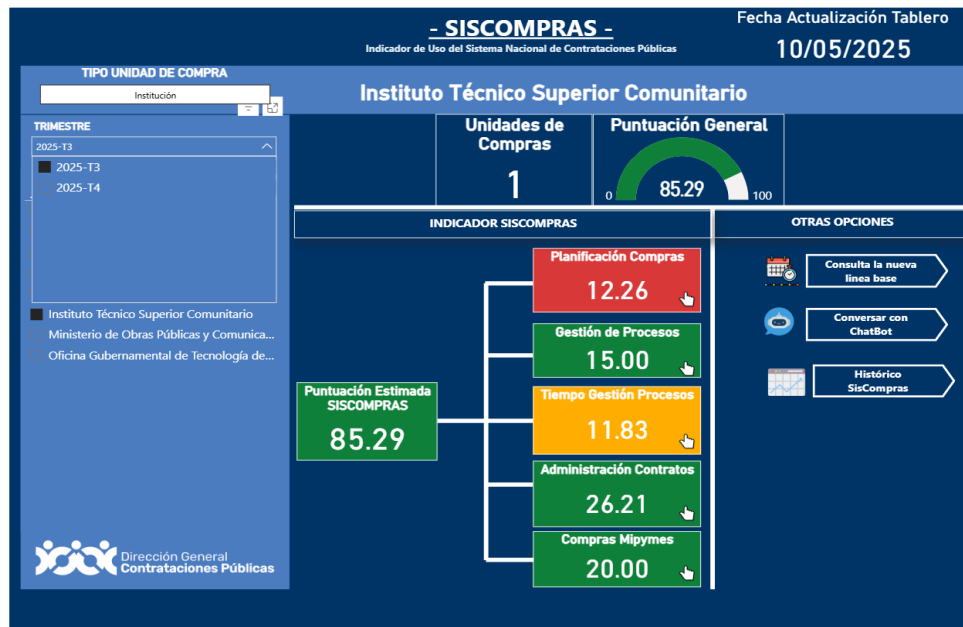 - SISCOMPRAS -
Indicador de Uso del Sistema Nacional de Contrataciones Públicas
Fecha Actualización Tablero
10/05/2025
TIPO UNIDAD DE COMPRA
Institución
Instituto Técnico Superior Comunitario
TRIMESTRE
2025-T3
2025-T3
2025-T4
Instituto Técnico Superior Comunitario
Ministerio de Obras Públicas y Comunica...
Oficina Gubernamental de Tecnología de...
Unidades de
Compras
1
Puntuación General
85.29
0
100
INDICADOR SISCOMPRAS
Puntuación Estimada
SISCOMPRAS
85.29
Planificación Compras
12.26
Gestión de Procesos
15.00
Tiempo Gestión Procesos
11.83
Administración Contratos
26.21
Compras Mipymes
20.00
OTRAS OPCIONES
Consulta la nueva
linea base
Conversar con
ChatBot
Histórico
SisCompras
Dirección General
Contrataciones Públicas